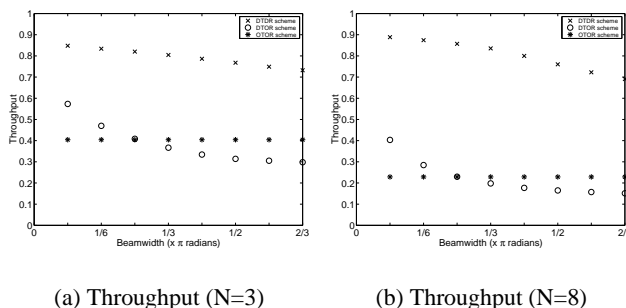 DTDR scheme
DTOR scheme
OTOR scheme
1
0.9
0.8
0.7
0.6
0.5
0.4
0.3
0.2
0.1
0
Throughput
0 1/6 1/3 1/2 2/3
Beamwidth (x π radians)
(a) Throughput (N=3)
DTDR scheme
DTOR scheme
OTOR scheme
1
0.9
0.8
0.7
0.6
0.5
0.4
0.3
0.2
0.1
0
Throughput
0 1/6 1/3 1/2 2/
Beamwidth (x π radians)
(b) Throughput (N=8)